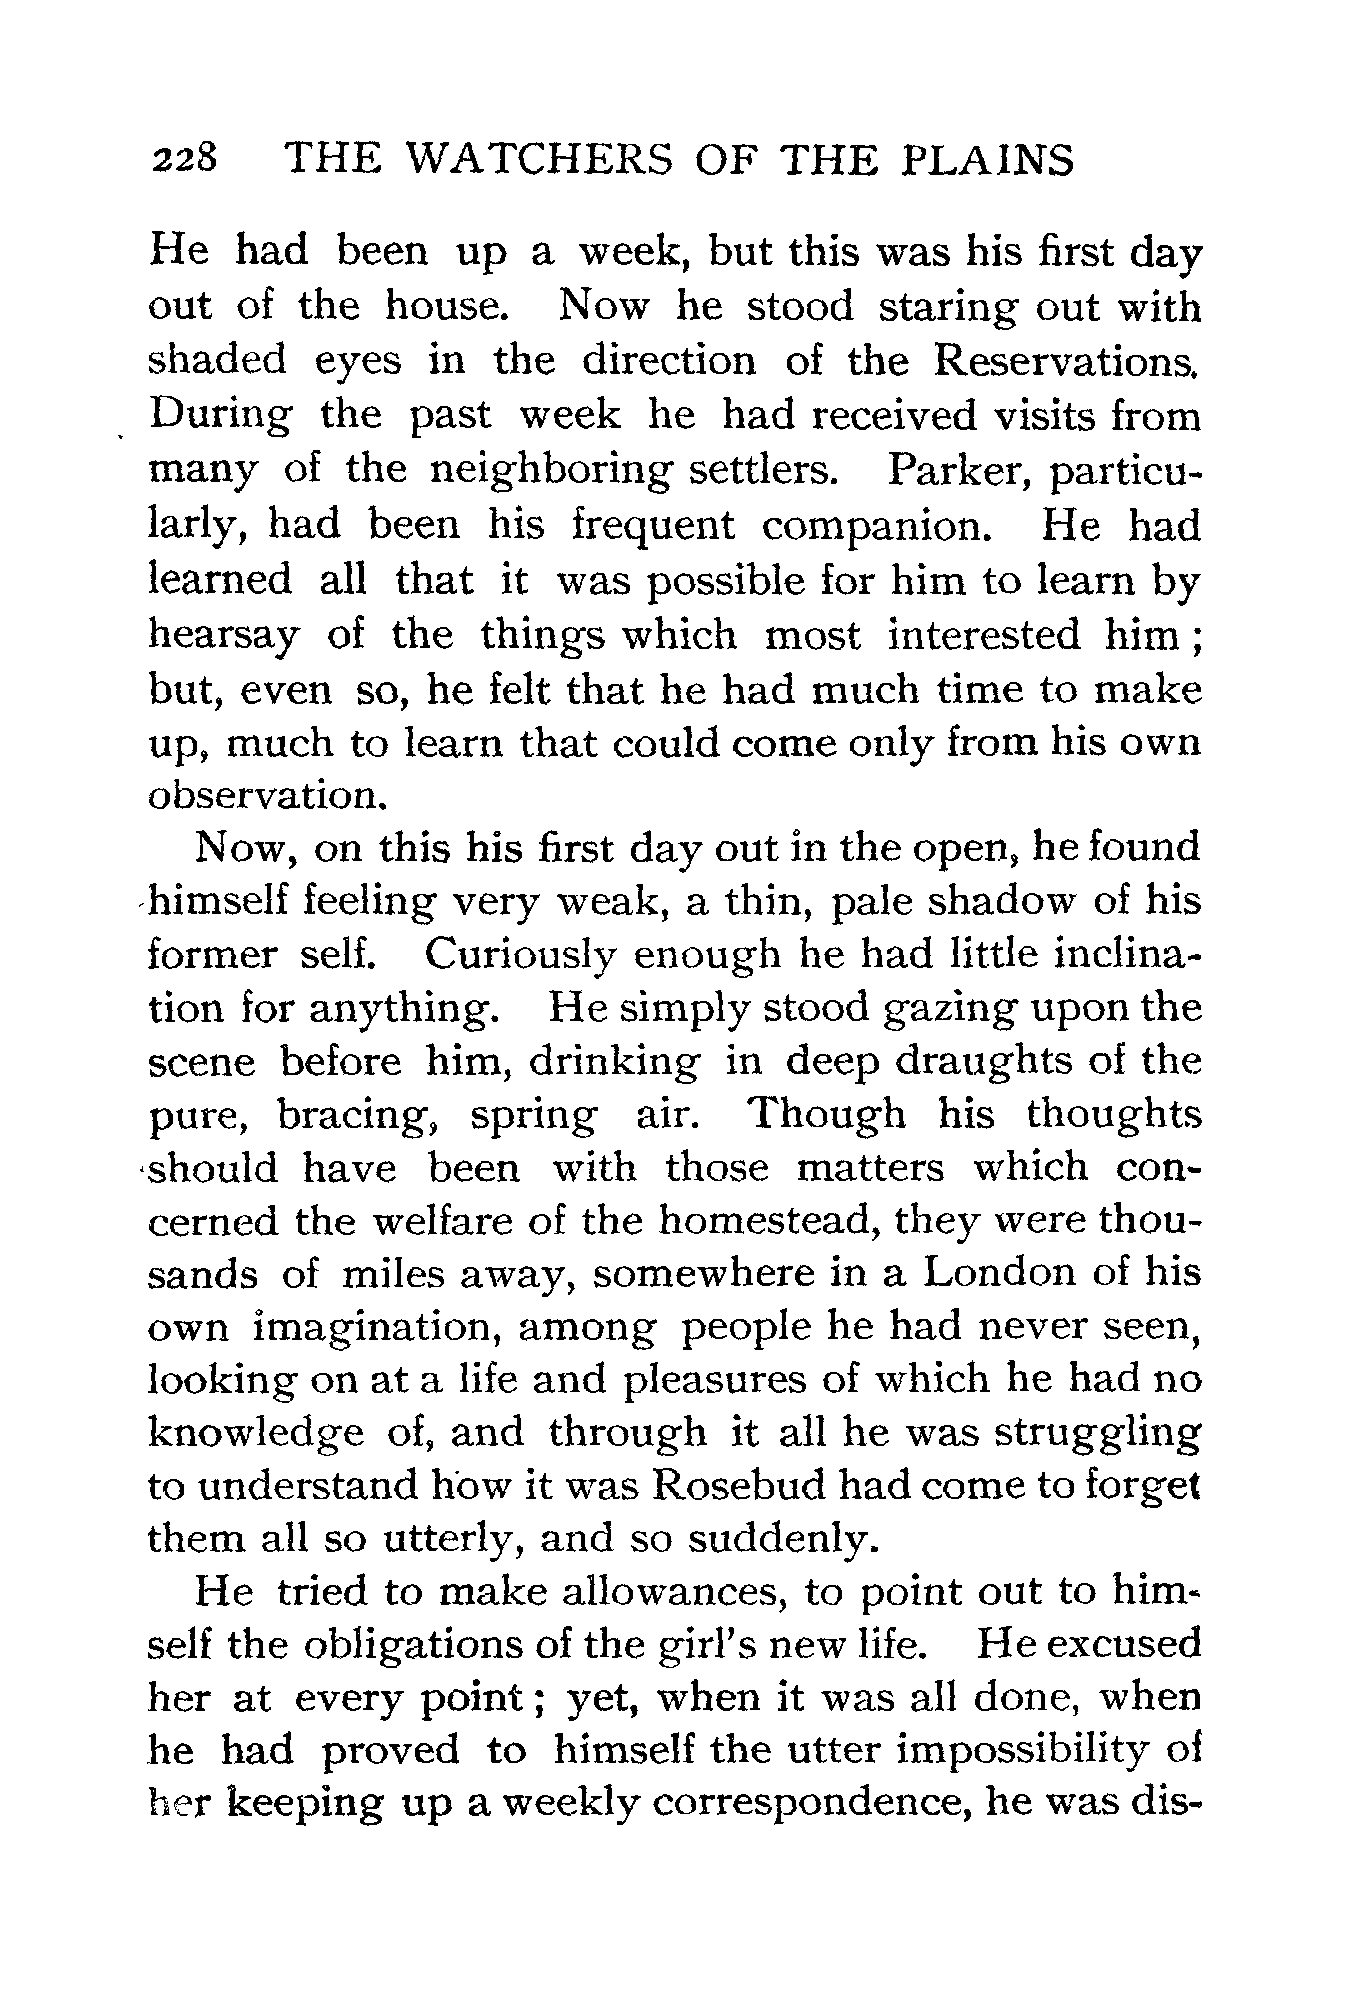 228 THE WATCHERS OF THE PLAINS
He had been up a week, but this was his first day
out of the house. Now he stood staring out with
shaded eyes in the direction of the Reservations.
During the past week he had received visits from
many of the neighboring settlers. Parker, particu-
larly, had been his frequent companion. He had
learned all that it was possible for him to learn by
hearsay of the things which most interested him ;
but, even so, he felt that he had much time to make
up, much to learn that could come only from his own
observation.
Now, on this his first day out in the open, he found
himself feeling very weak, a thin, pale shadow of his
former self. Curiously enough he had little inclina-
tion for anything. He simply stood gazing upon the
scene before him, drinking in deep draughts of the
pure, bracing, spring air. Though his thoughts
should have been with those matters which con-
cerned the welfare of the homestead, they were thou-
sands of miles away, somewhere in a London of his
own imagination, among people he had never seen,
looking on at a life and pleasures of which he had no
knowledge of, and through it all he was struggling
to understand how it was Rosebud had come to forget
them all so utterly, and so suddenly.
He tried to make allowances, to point out to him-
self the obligations of the girl's new life. He excused
her at every point ; yet, when it was all done, when
he had proved to himself the utter impossibility of
her keeping up a weekly correspondence, he was dis-